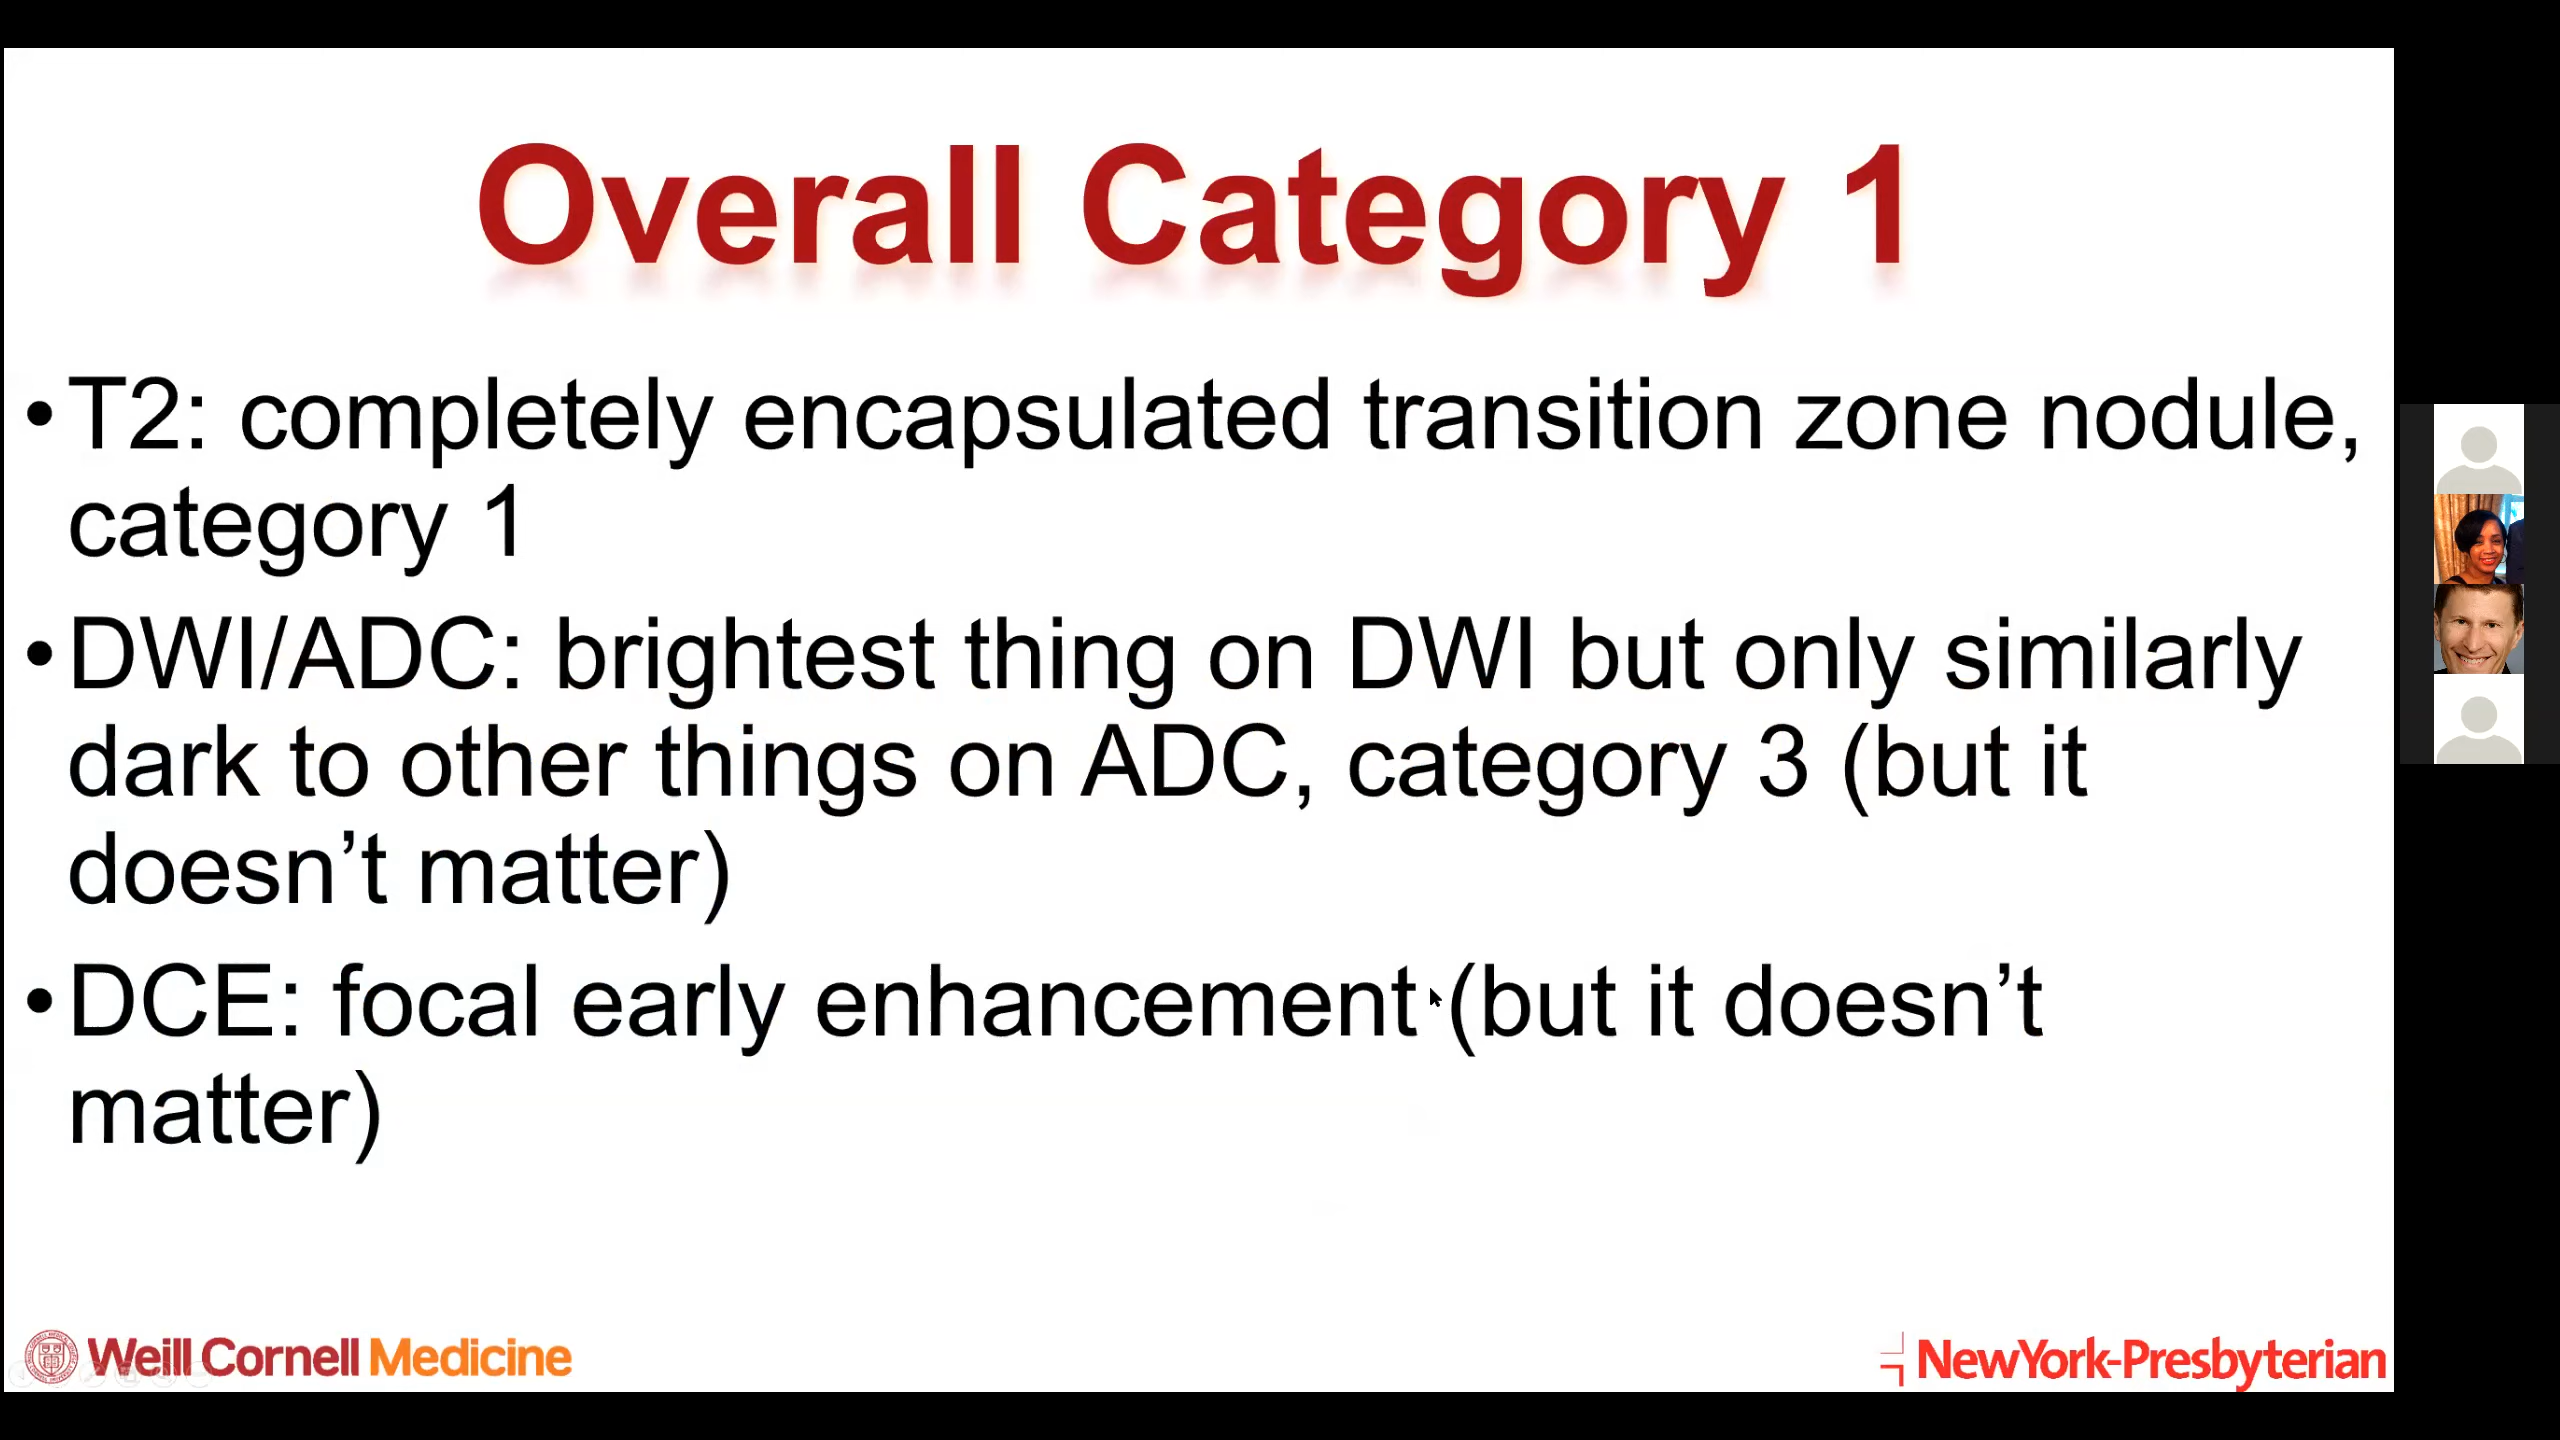 Overall Category 1
•T2: completely encapsulated transition zone nodule,
category 1
•DWI/ADC: brightest thing on DWI but only similarly
dark to other things on ADC, category 3 (but it
doesn’t matter)
•DCE: focal early enhancement (but it doesn’t
matter)
Weill Cornell Medicine
NewYork-Presbyterian